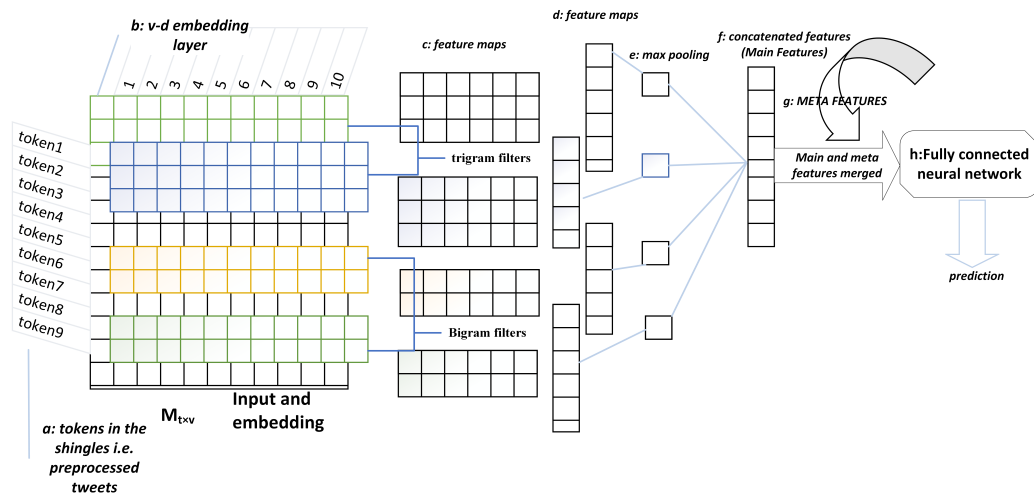 b: v-d embedding
layer
1
2
3
4
5
6
7
8
9
10
c: feature maps
d: feature maps
e: max pooling
f: concatenated features
(Main Features)
g: META FEATURES
token1
token2
token3
token4
token5
token6
token7
token8
token9
trigram filters
Bigram filters
Main and meta
features merged
h:Fully connected
neural network
prediction
Mt×v
Input and
embedding
a: tokens in the
shingles i.e.
preprocessed
tweets